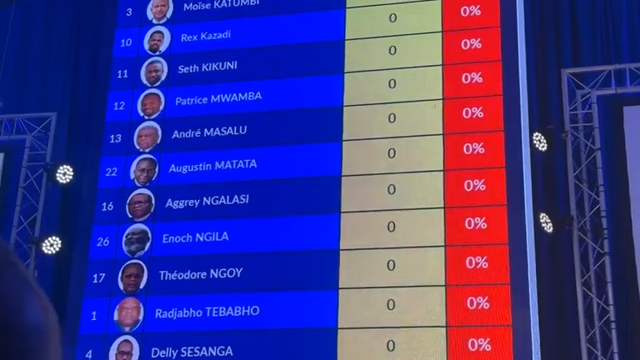 3 Moïse KATUMBI 0 0%
10 Rex Kazadi 0 0%
11 Seth KIKUNI 0 0%
12 Patrice MWAMBA 0 0%
13 André MASALU 0 0%
22 Augustin MATATA 0 0%
16 Aggrey NGALASI 0 0%
26 Enoch NGILA 0 0%
17 Théodore NGOY 0 0%
1 Radjabho TEBABHO 0 0%
4 Delly SESANGA 0 0%